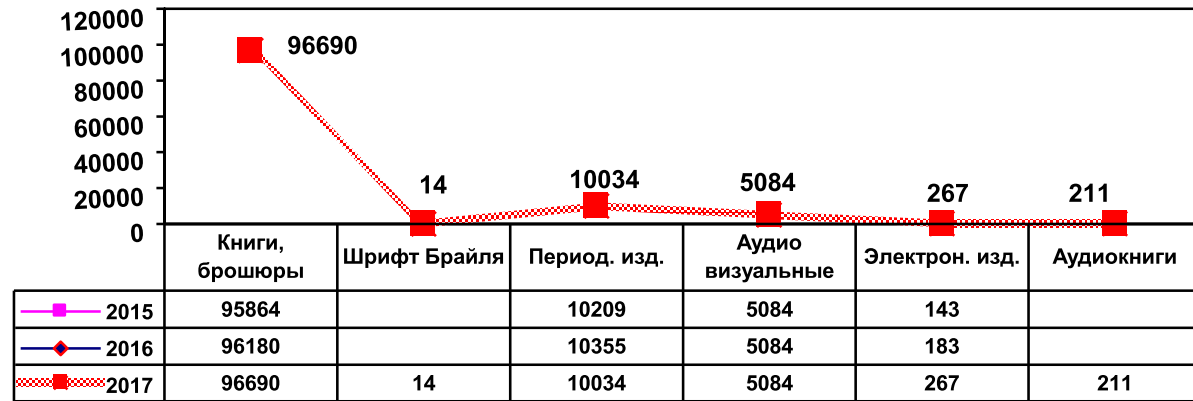 120000
100000
80000
60000
40000
20000
0
96690
14
10034
5084
267
211
Книги,
брошюры
Шрифт Брайля
Период. изд.
Аудио
визуальные
Электрон. изд.
Аудиокниги
2015 95864 10209 5084 143
2016 96180 10355 5084 183
2017 96690 14 10034 5084 267 211